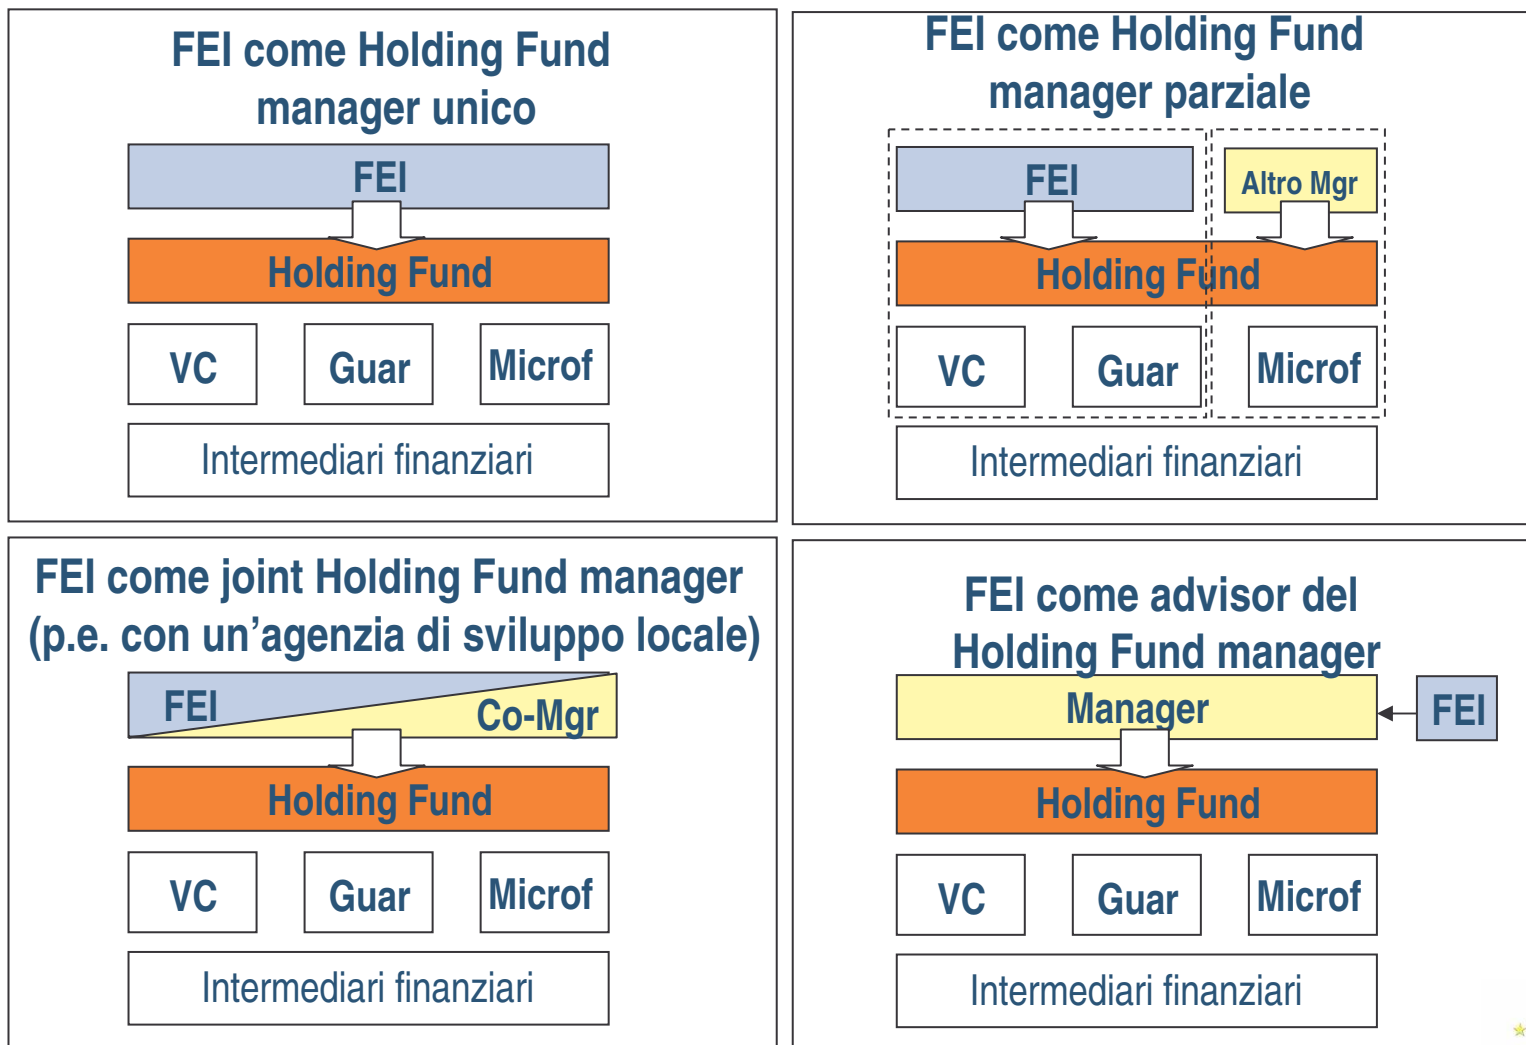 FEI come Holding Fund
manager unico
FEI
Holding Fund
VC Guar Microf
Intermediari finanziari
FEI come Holding Fund
manager parziale
FEI Altro Mgr
Holding Fund
VC Guar Microf
Intermediari finanziari
FEI come joint Holding Fund manager
(p.e. con un’agenzia di sviluppo locale)
FEI Co-Mgr
Holding Fund
VC Guar Microf
Intermediari finanziari
FEI come advisor del
Holding Fund manager
Manager FEI
Holding Fund
VC Guar Microf
Intermediari finanziari